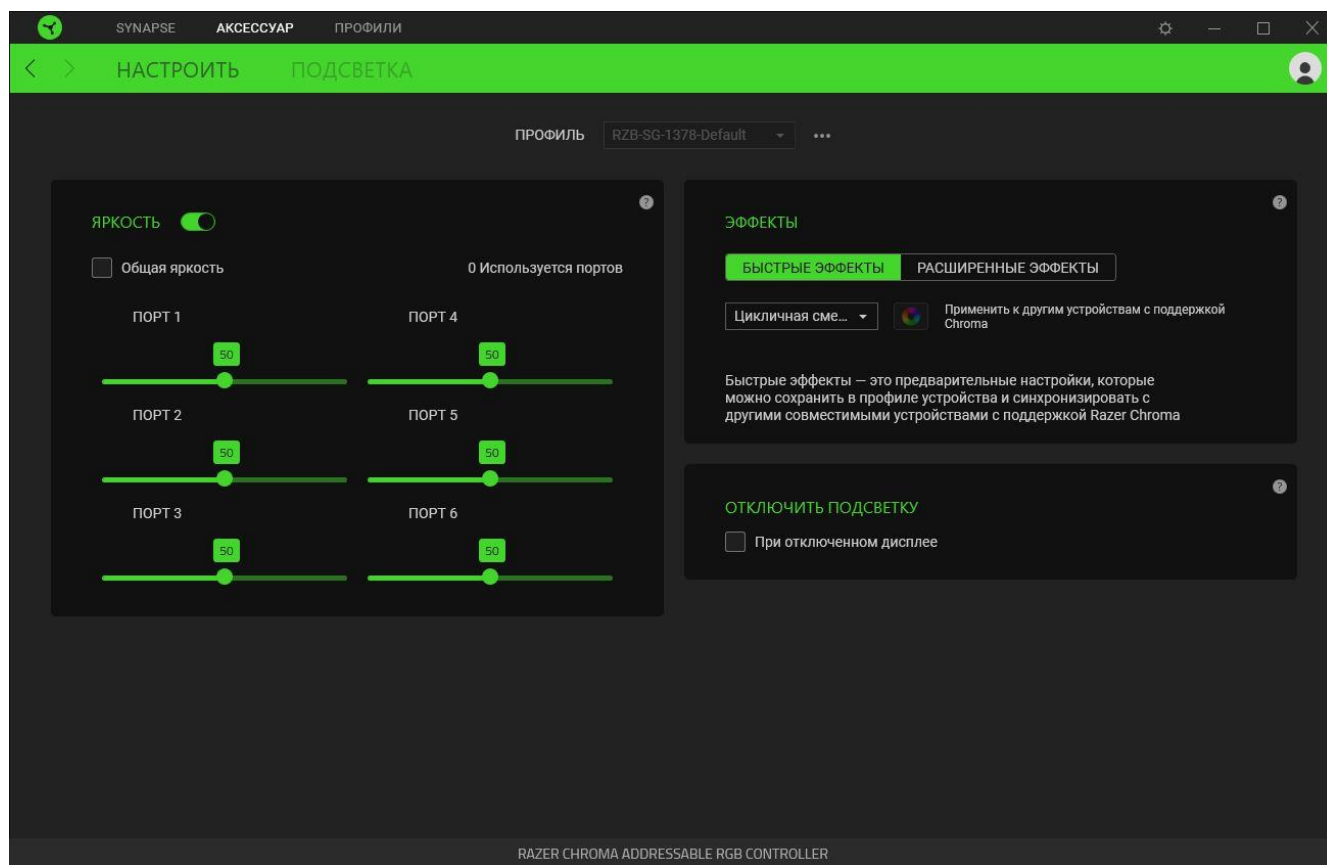 SYNAPSE АКСЕССУАР ПРОФИЛИ
НАСТРОИТЬ ПОДСВЕТКА
ПРОФИЛЬ RZB-SG-1378-Default
ЯРКОСТЬ
Общая яркость 0 Используется портов
ПОРТ 1 ПОРТ 4
50 50
ПОРТ 2 ПОРТ 5
50 50
ПОРТ 3 ПОРТ 6
50 50
ЭФФЕКТЫ
БЫСТРЫЕ ЭФФЕКТЫ РАСШИРЕННЫЕ ЭФФЕКТЫ
Цикличная сме... Применить к другим устройствам с поддержкой
Chroma
Быстрые эффекты — это предварительные настройки, которые
можно сохранить в профиле устройства и синхронизировать с
другими совместимыми устройствами с поддержкой Razer Chroma
ОТКЛЮЧИТЬ ПОДСВЕТКУ
При отключенном дисплее
RAZER CHROMA ADDRESSABLE RGB CONTROLLER